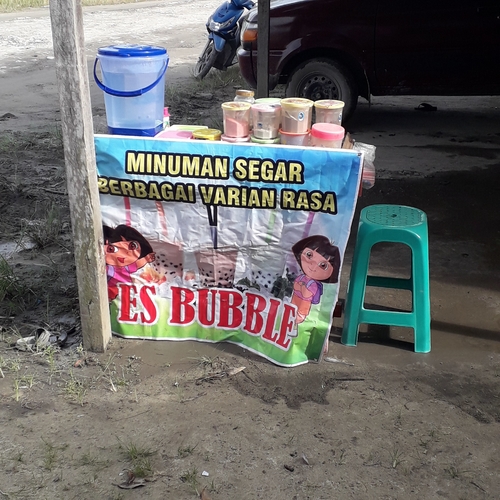 MINUMAN SEGAR
BERBAGAI VARIAN RASA
ES BUBBLE